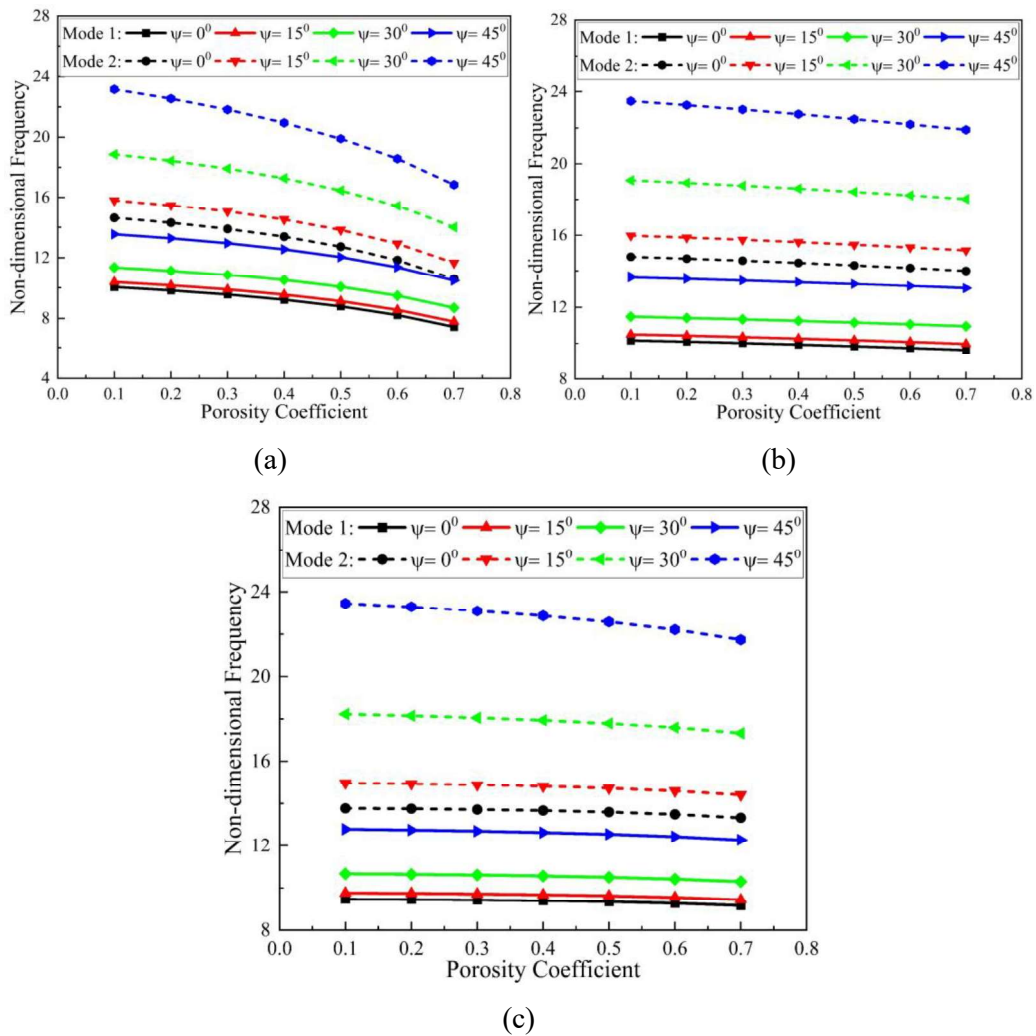 28
Mode 1: ψ= 0⁰ ψ= 15⁰ ψ= 30⁰ ψ= 45⁰
Mode 2: ψ= 0⁰ ψ= 15⁰ ψ= 30⁰ ψ= 45⁰
24
20
16
12
8
4
Non-dimensional Frequency
0.0 0.1 0.2 0.3 0.4 0.5 0.6 0.7 0.8
Porosity Coefficient
(a)
28
Mode 1: ψ= 0⁰ ψ= 15⁰ ψ= 30⁰ ψ= 45⁰
Mode 2: ψ= 0⁰ ψ= 15⁰ ψ= 30⁰ ψ= 45⁰
24
20
16
12
8
Non-dimensional Frequency
0.0 0.1 0.2 0.3 0.4 0.5 0.6 0.7 0.8
Porosity Coefficient
(b)
28
Mode 1: ψ= 0⁰ ψ= 15⁰ ψ= 30⁰ ψ= 45⁰
Mode 2: ψ= 0⁰ ψ= 15⁰ ψ= 30⁰ ψ= 45⁰
24
20
16
12
8
Non-dimensional Frequency
0.0 0.1 0.2 0.3 0.4 0.5 0.6 0.7 0.8
Porosity Coefficient
(c)